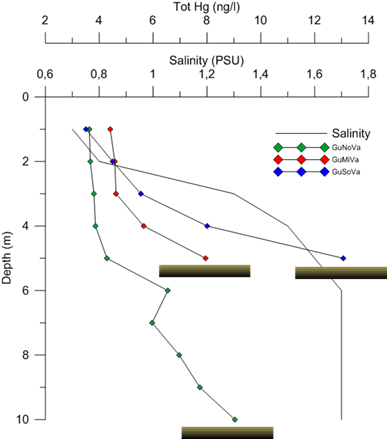 Tot Hg (ng/l)
2 4 6 8 10 12 14
Salinity (PSU)
0,6 0,8 1 1,2 1,4 1,6 1,8
0
Salinity
GuNoVa
2
GuMiVa
GuSoVa
4
Depth (m)
6
8
10